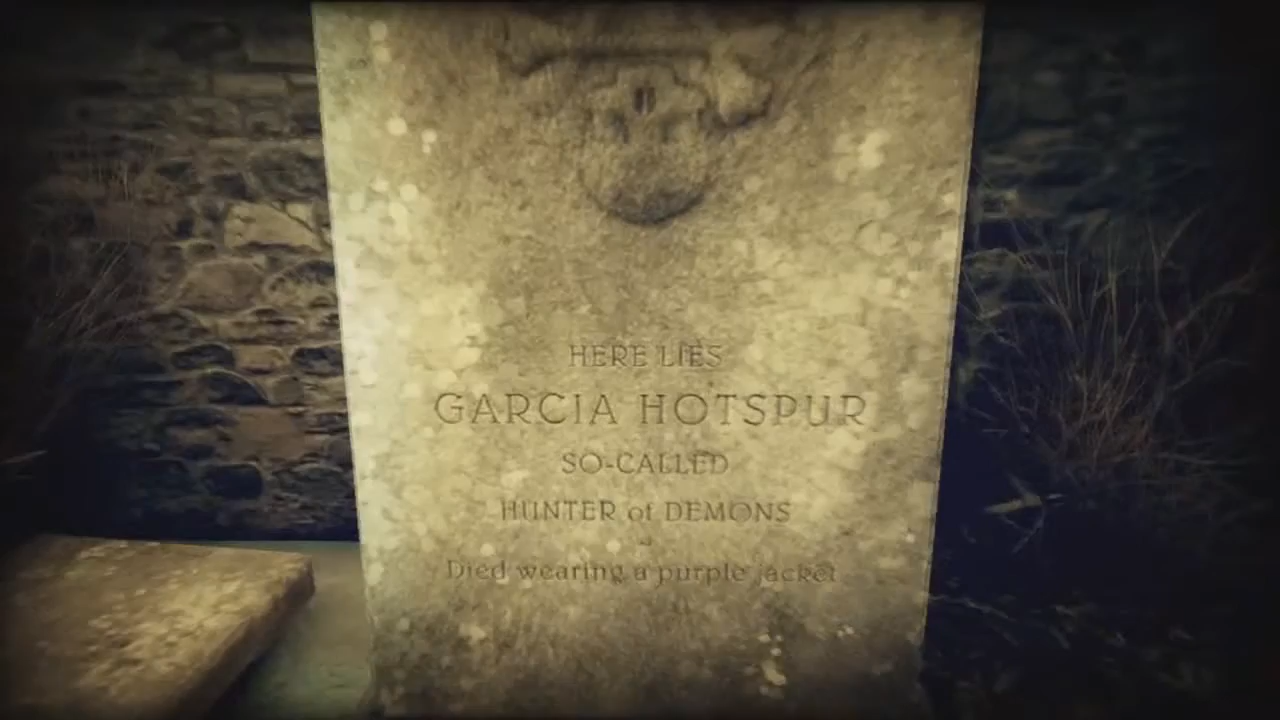 HERE LIES
GARCIA HOTSPUR
SO-CALLED
HUNTER of DEMONS
Died wearing a purple jacket